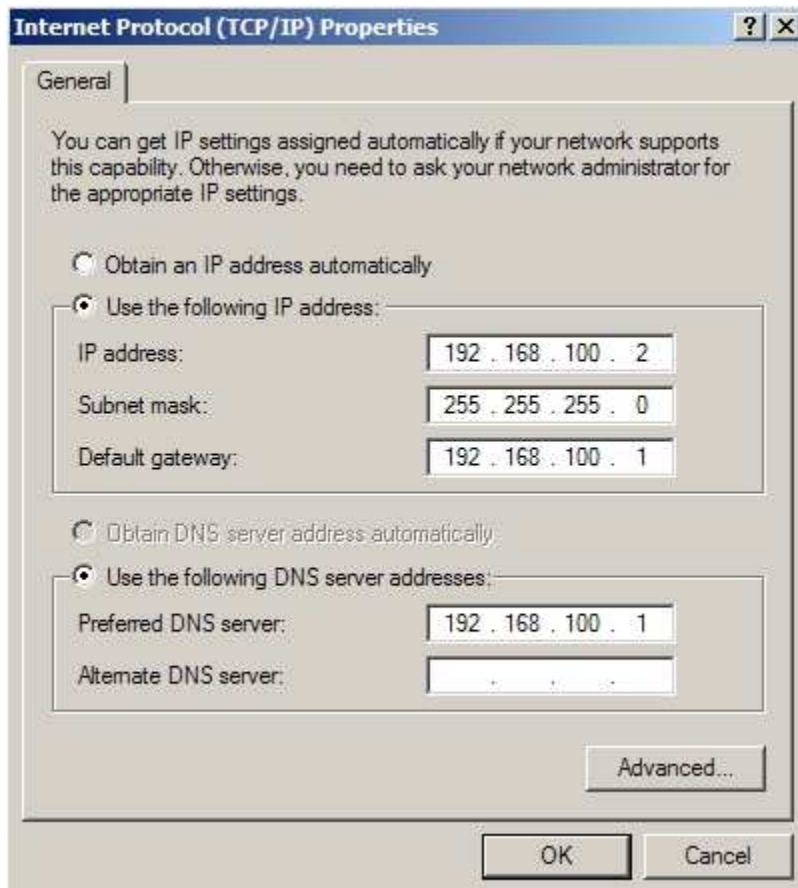 Internet Protocol (TCP/IP) Properties
General
You can get IP settings assigned automatically if your network supports
this capability. Otherwise, you need to ask your network administrator for
the appropriate IP settings.
Obtain an IP address automatically
Use the following IP address:
IP address: 192 . 168 . 100 . 2
Subnet mask: 255 . 255 . 255 . 0
Default gateway: 192 . 168 . 100 . 1
Obtain DNS server address automatically
Use the following DNS server addresses:
Preferred DNS server: 192 . 168 . 100 . 1
Alternate DNS server: . . .
Advanced...
OK Cancel